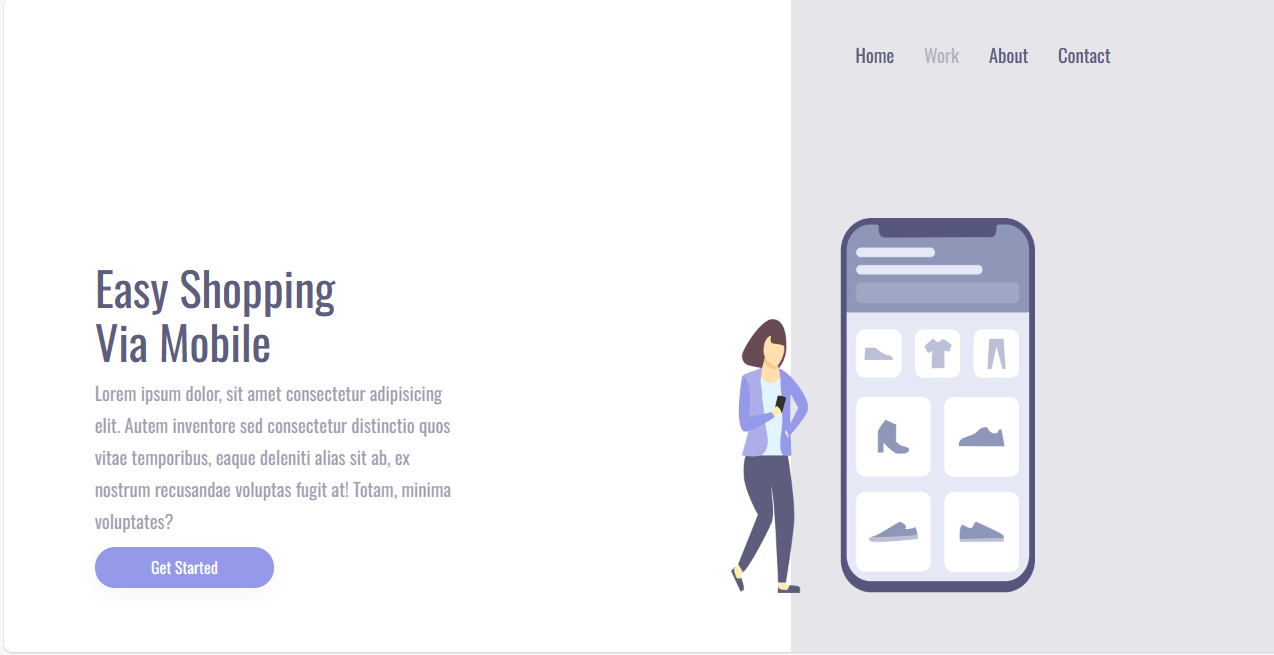 Home Work About Contact
Easy Shopping
Via Mobile
Lorem ipsum dolor, sit amet consectetur adipisicing
elit. Autem inventore sed consectetur distinctio quos
vitae temporibus, eaque deleniti alias sit ab, ex
nostrum recusandae voluptas fugit at! Totam, minima
voluptates?
Get Started